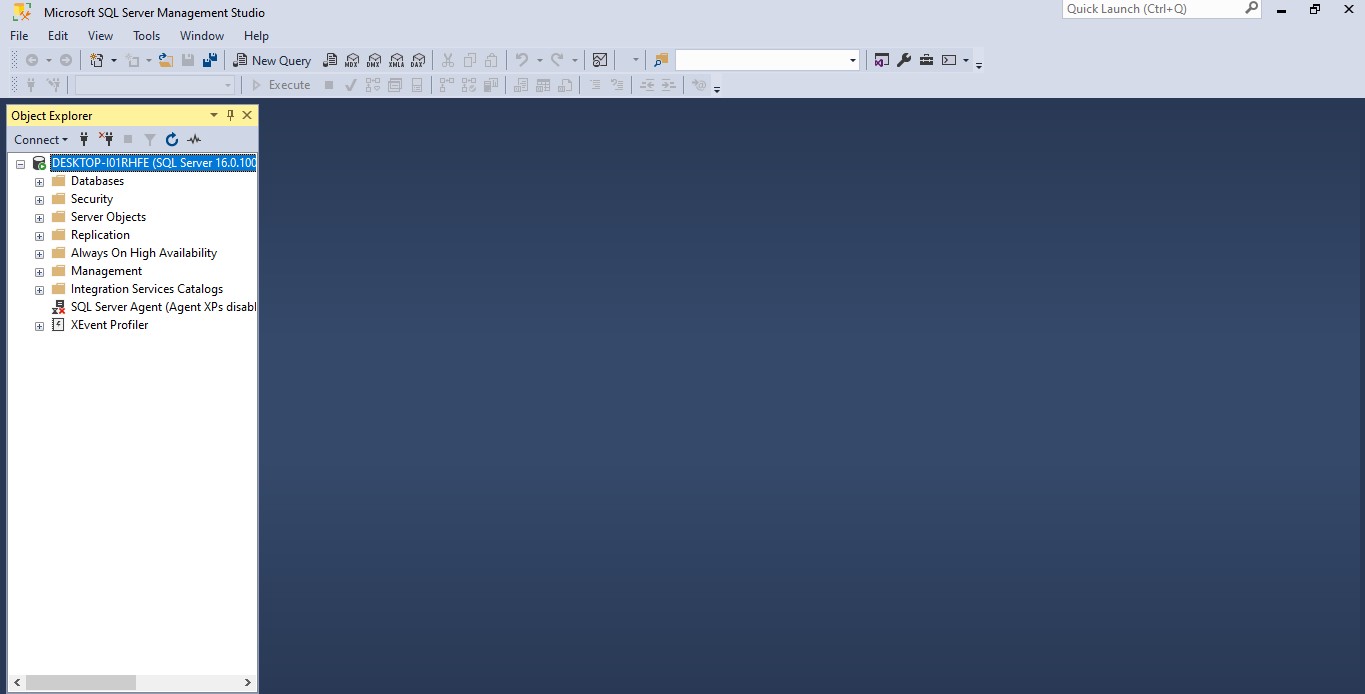 Microsoft SQL Server Management Studio
Quick Launch (Ctrl+Q)
File Edit View Tools Window Help
New Query MDX DMX XMLA DAX
Execute
Object Explorer
Connect
DESKTOP-I01RHFE (SQL Server 16.0.100
Databases
Security
Server Objects
Replication
Always On High Availability
Management
Integration Services Catalogs
SQL Server Agent (Agent XPs disabl
XEvent Profiler